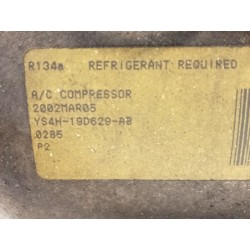 R134a REFRIGERANT REQUIRED
A/C COMPRESSOR
2002MAR05
YS4H-19D629-AB
0285
P2